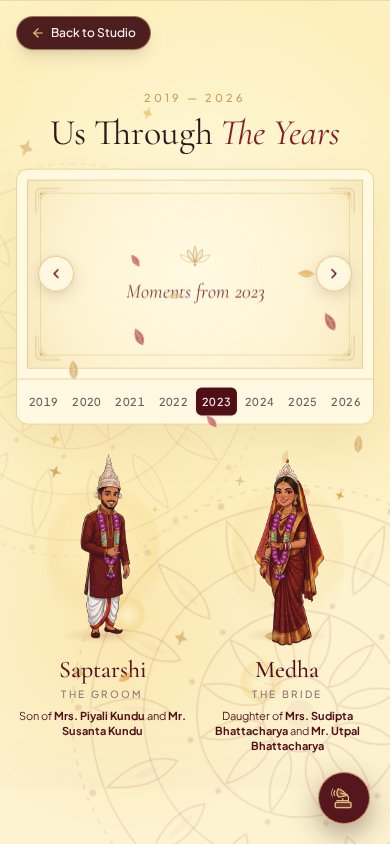 Back to Studio
2019 — 2026
Us Through The Years
Moments from 2023
2019 2020 2021 2022 2023 2024 2025 2026
Saptarshi
THE GROOM
Son of Mrs. Piyali Kundu and Mr.
Susanta Kundu
Medha
THE BRIDE
Daughter of Mrs. Sudipta
Bhattacharya and Mr. Utpal
Bhattacharya